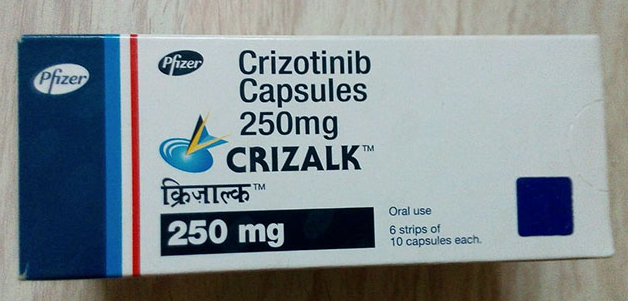 Pfizer
Pfizer
Crizotinib
Capsules
250mg
CRIZALK™
क्रिज़ाल्क™
250 mg
Oral use
6 strips of
10 capsules each.